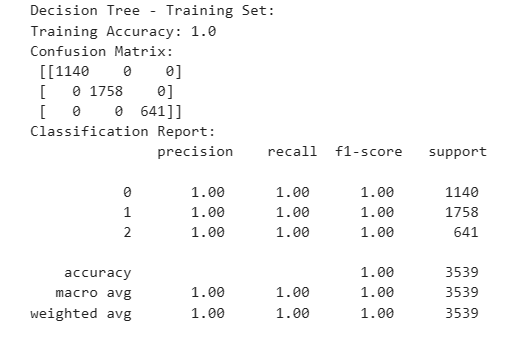 Decision Tree - Training Set:
Training Accuracy: 1.0
Confusion Matrix:
[[1140 0 0]
[ 0 1758 0]
[ 0 0 641]]
Classification Report:
precision recall f1-score support
0 1.00 1.00 1.00 1140
1 1.00 1.00 1.00 1758
2 1.00 1.00 1.00 641
accuracy 1.00 3539
macro avg 1.00 1.00 1.00 3539
weighted avg 1.00 1.00 1.00 3539